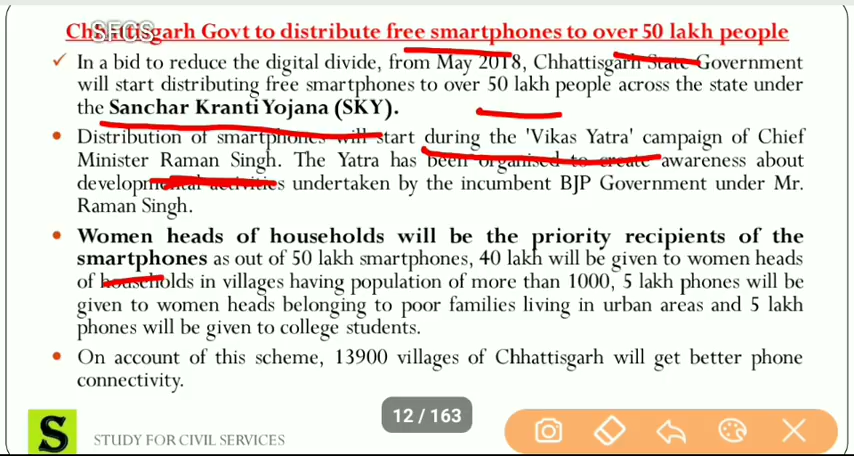 Chhattisgarh Govt to distribute free smartphones to over 50 lakh people
SFCS
✓ In a bid to reduce the digital divide, from May 2018, Chhattisgarh State Government
will start distributing free smartphones to over 50 lakh people across the state under
the Sanchar Kranti Yojana (SKY).
• Distribution of smartphones will start during the 'Vikas Yatra' campaign of Chief
Minister Raman Singh. The Yatra has been organised to create awareness about
developmental activities undertaken by the incumbent BJP Government under Mr.
Raman Singh.
• Women heads of households will be the priority recipients of the
smartphones as out of 50 lakh smartphones, 40 lakh will be given to women heads
of households in villages having population of more than 1000, 5 lakh phones will be
given to women heads belonging to poor families living in urban areas and 5 lakh
phones will be given to college students.
• On account of this scheme, 13900 villages of Chhattisgarh will get better phone
connectivity.
12 / 163
S
STUDY FOR CIVIL SERVICES